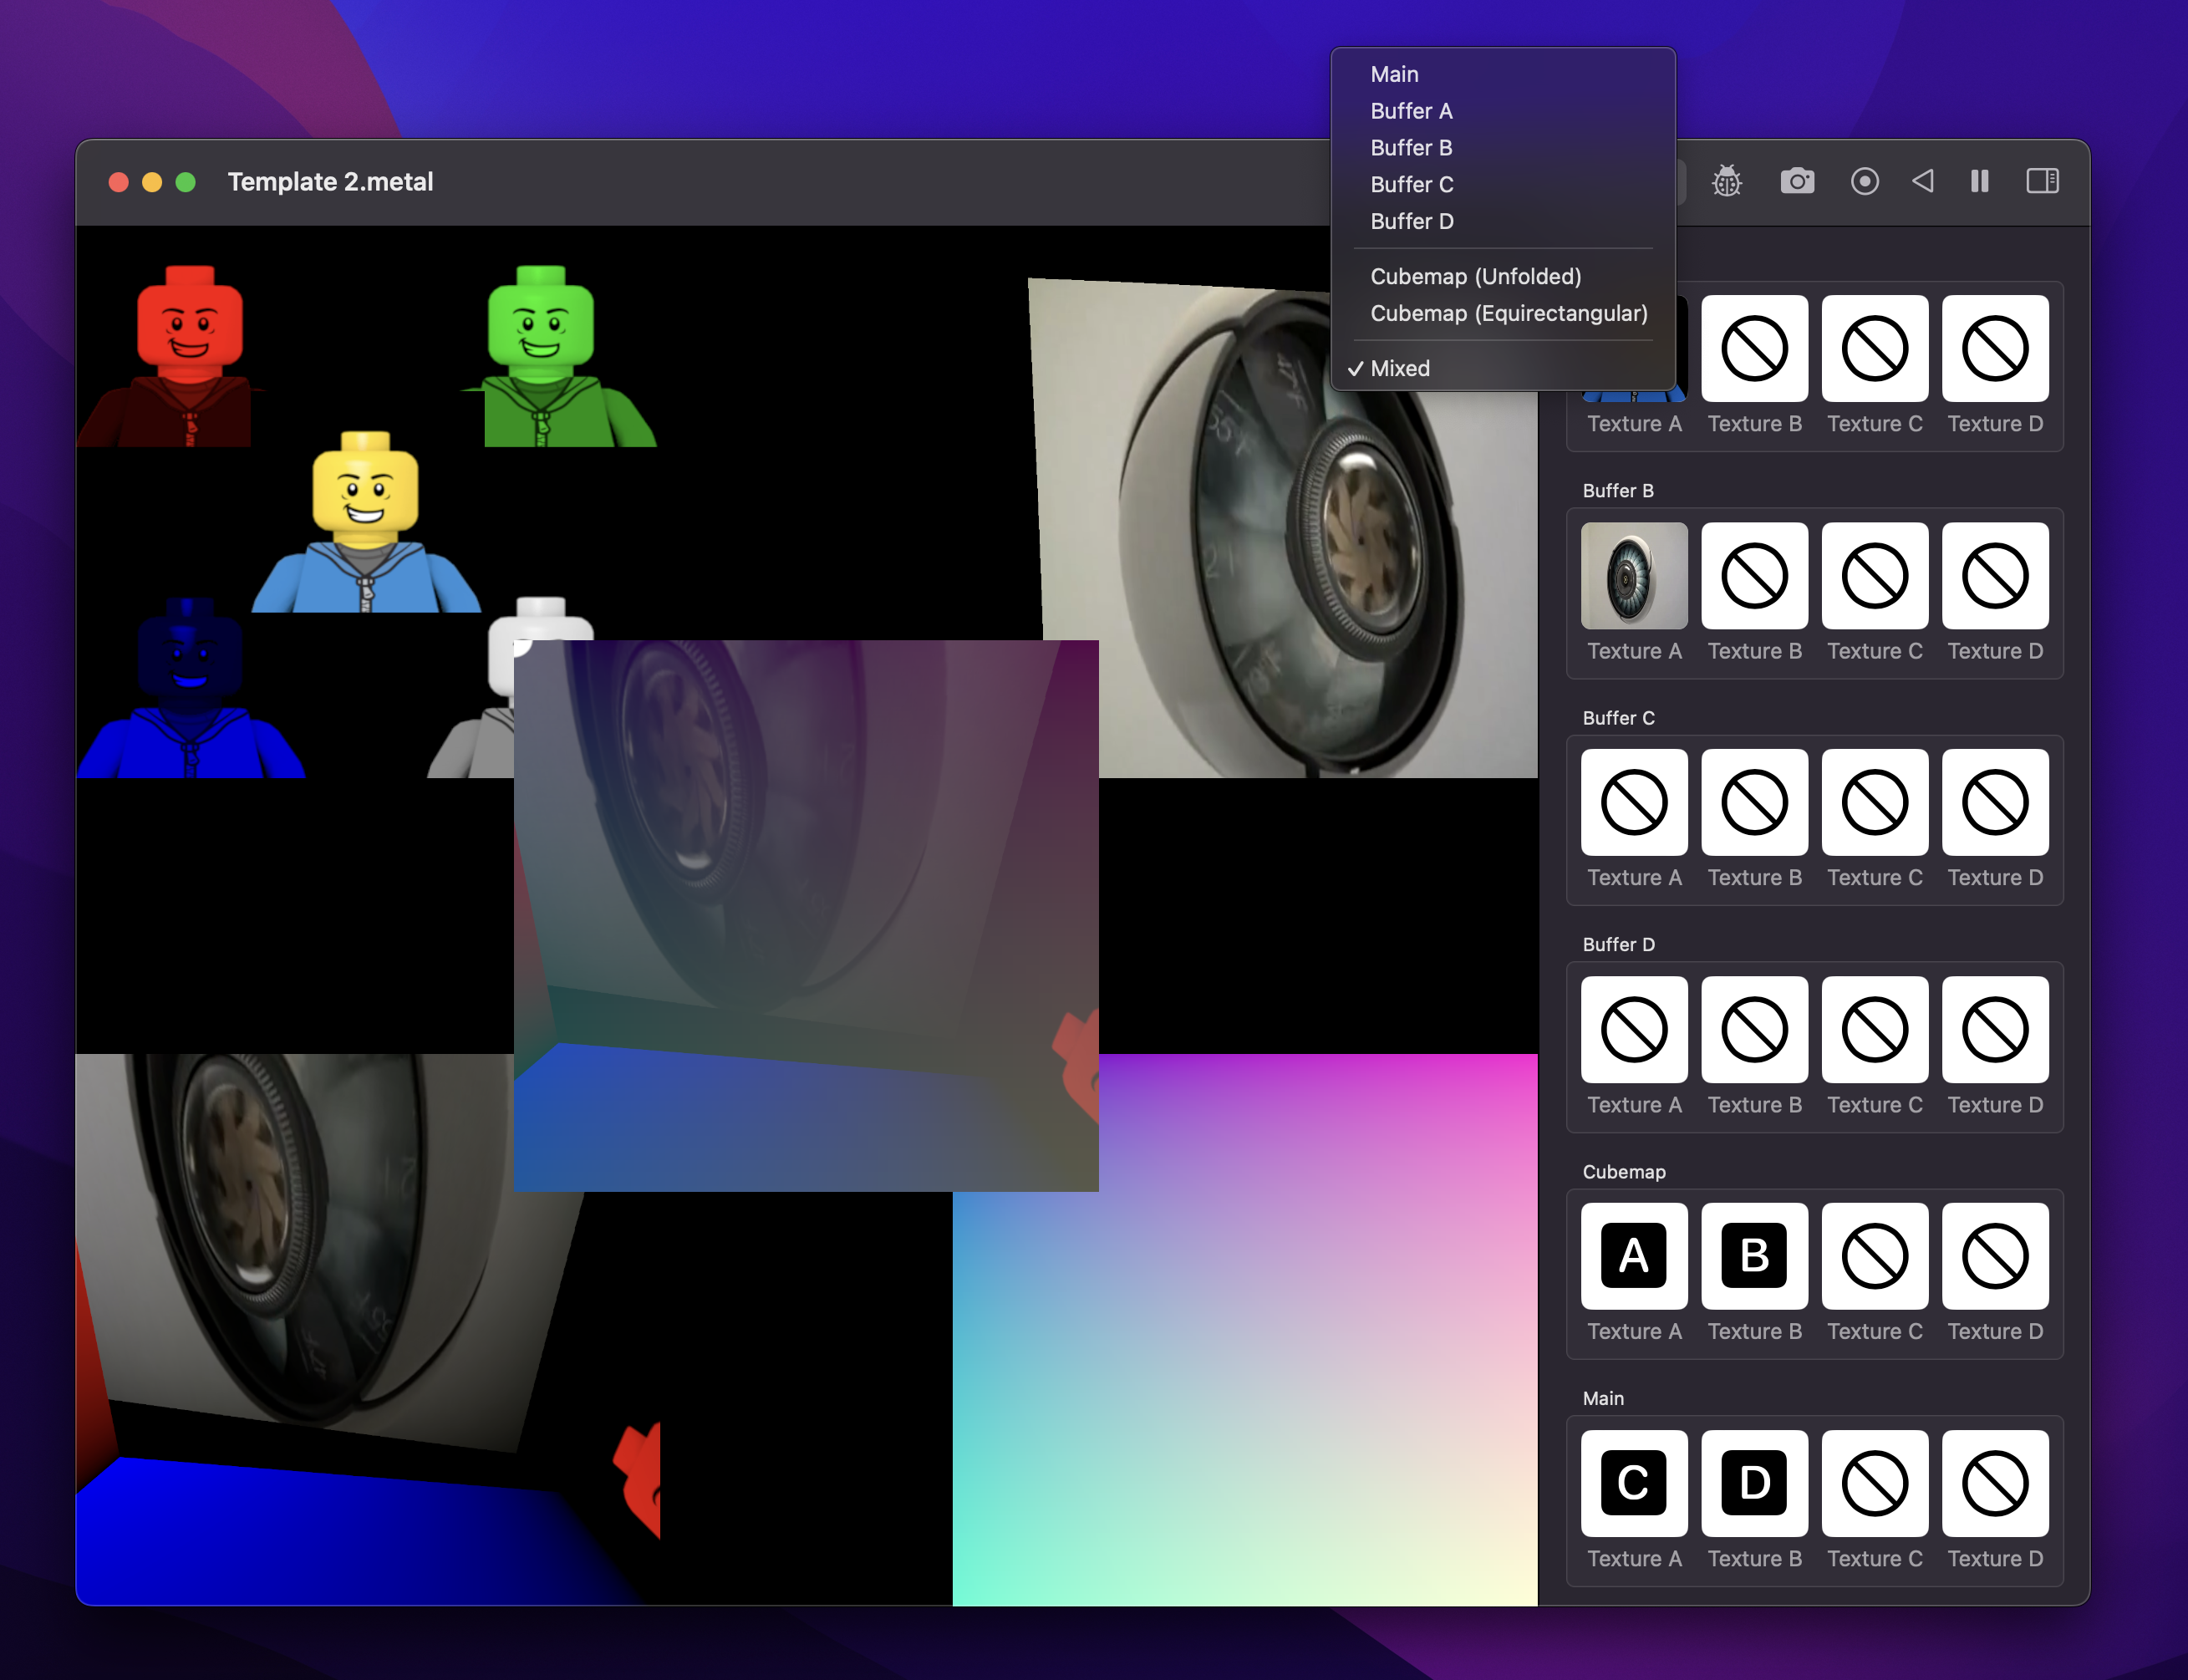 Main
Buffer A
Buffer B
Buffer C
Buffer D
Cubemap (Unfolded)
Cubemap (Equirectangular)
✓ Mixed
Template 2.metal
Texture A Texture B Texture C Texture D
Buffer B
Texture A Texture B Texture C Texture D
Buffer C
Texture A Texture B Texture C Texture D
Buffer D
Texture A Texture B Texture C Texture D
Cubemap
A B
Texture A Texture B Texture C Texture D
Main
C D
Texture A Texture B Texture C Texture D